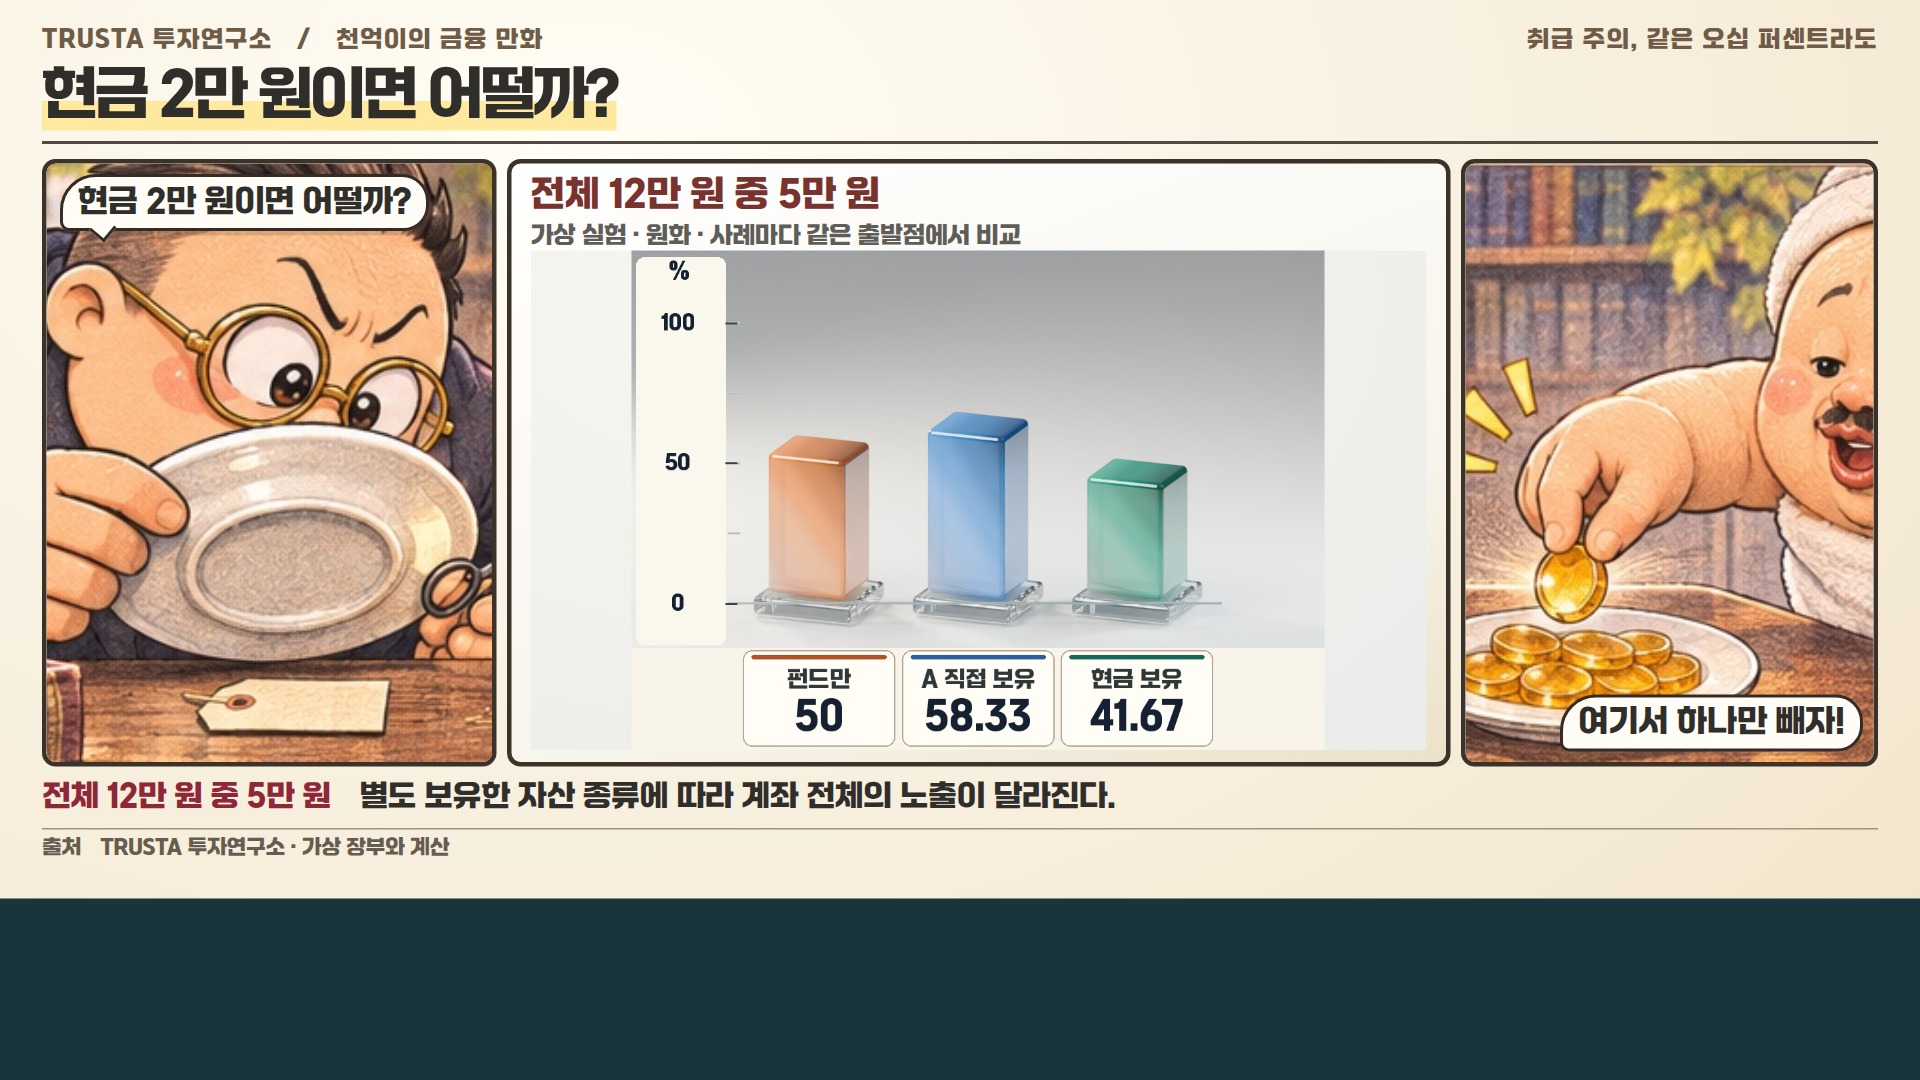 TRUSTA 투자연구소 / 천억이의 금융 만화
취급 주의, 같은 오십 퍼센트라도
현금 2만 원이면 어떨까?
현금 2만 원이면 어떨까?
전체 12만 원 중 5만 원
가상 실험 · 원화 · 사례마다 같은 출발점에서 비교
%
100
50
0
펀드만
50
A 직접 보유
58.33
현금 보유
41.67
여기서 하나만 빼자!
전체 12만 원 중 5만 원 별도 보유한 자산 종류에 따라 계좌 전체의 노출이 달라진다.
출처 TRUSTA 투자연구소 · 가상 장부와 계산